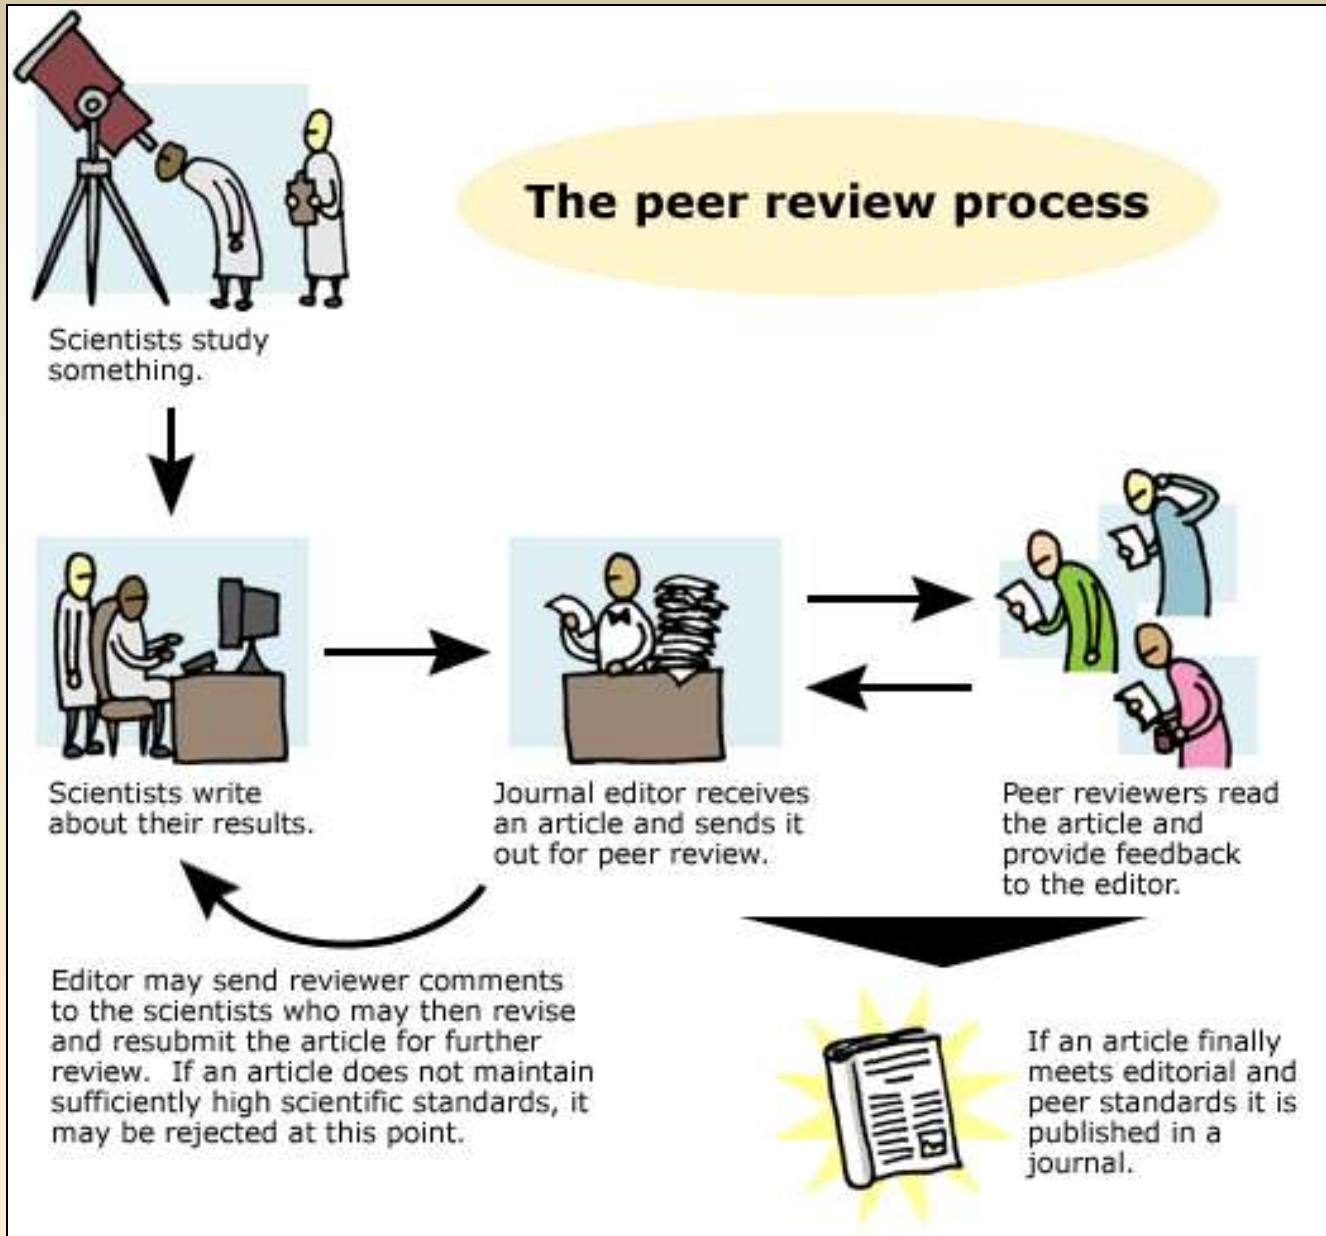 The peer review process
Scientists study
something.
Scientists write
about their results.
Journal editor receives
an article and sends it
out for peer review.
Peer reviewers read
the article and
provide feedback
to the editor.
Editor may send reviewer comments
to the scientists who may then revise
and resubmit the article for further
review.  If an article does not maintain
sufficiently high scientific standards, it
may be rejected at this point.
If an article finally
meets editorial and
peer standards it is
published in a
journal.